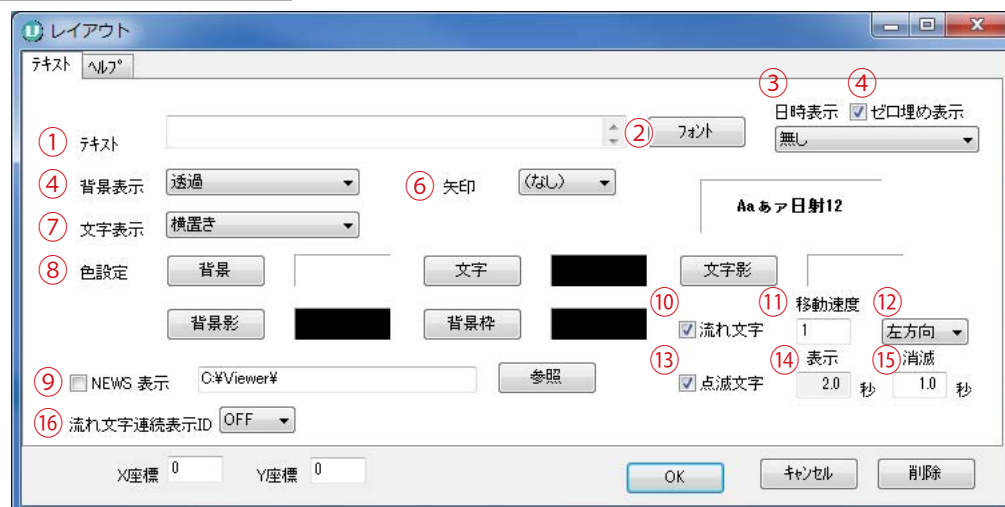 レイアウト
テキスト ヘルプ
③ ④
日時表示 ゼロ埋め表示
① テキスト ② フォント 無し
④ 背景表示 透過 ⑥ 矢印 (なし)
Aaあァ日射12
⑦ 文字表示 横置き
⑧ 色設定 背景 文字 文字影
⑩ ⑪ 移動速度 ⑫
背景影 背景枠 流れ文字 1 左方向
⑬ ⑭ 表示 ⑮ 消滅
⑨ NEWS 表示 C:¥Viewer¥ 参照 点滅文字 2.0 秒 1.0 秒
⑯ 流れ文字連続表示ID OFF
X座標 0 Y座標 0 OK キャンセル 削除